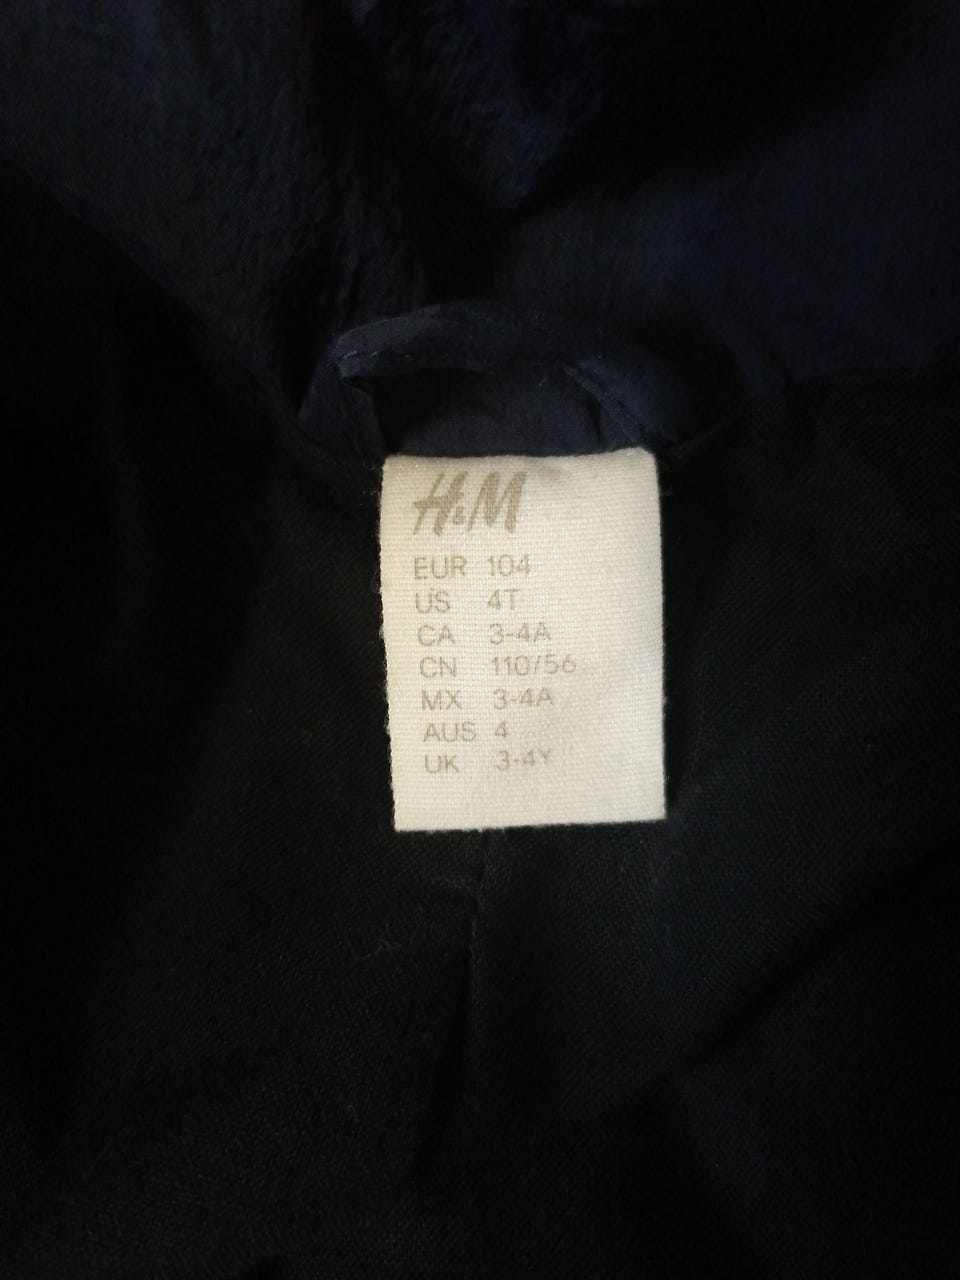 H&M
EUR 104
US 4T
CA 3-4A
CN 110/56
MX 3-4A
AUS 4
UK 3-4Y